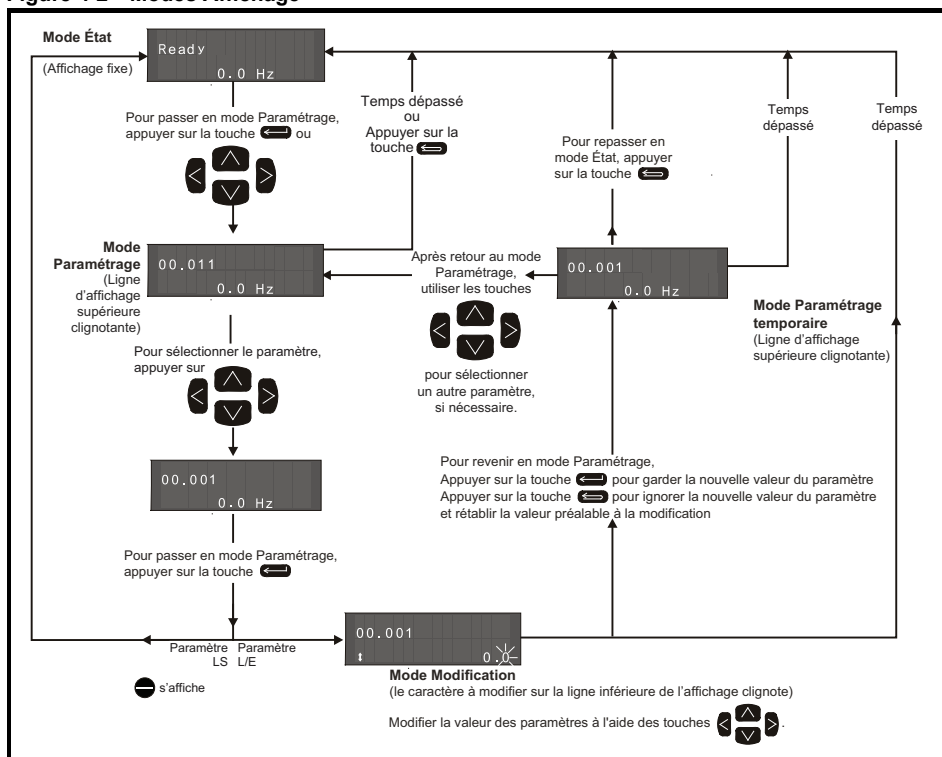 Mode État
(Affichage fixe)
Ready
0.0 Hz
Pour passer en mode Paramétrage,
appuyer sur la touche ou
Temps dépassé
ou
Appuyer sur la
touche
Pour repasser en
mode État, appuyer
sur la touche
Temps
dépassé
Temps
dépassé
Mode
Paramétrage
(Ligne
d'affichage
supérieure
clignotante)
00.011
0.0 Hz
Après retour au mode
Paramétrage,
utiliser les touches
pour sélectionner
un autre paramètre,
si nécessaire.
00.001
0.0 Hz
Mode Paramétrage
temporaire
(Ligne d'affichage
supérieure clignotante)
Pour sélectionner le paramètre,
appuyer sur
00.001
0.0 Hz
Pour revenir en mode Paramétrage,
Appuyer sur la touche pour garder la nouvelle valeur du paramètre
Appuyer sur la touche pour ignorer la nouvelle valeur du paramètre
et rétablir la valeur préalable à la modification
Pour passer en mode Paramétrage,
appuyer sur la touche
Paramètre
LS
Paramètre
L/E
s'affiche
00.001
0.0
Mode Modification
(le caractère à modifier sur la ligne inférieure de l'affichage clignote)
Modifier la valeur des paramètres à l'aide des touches .